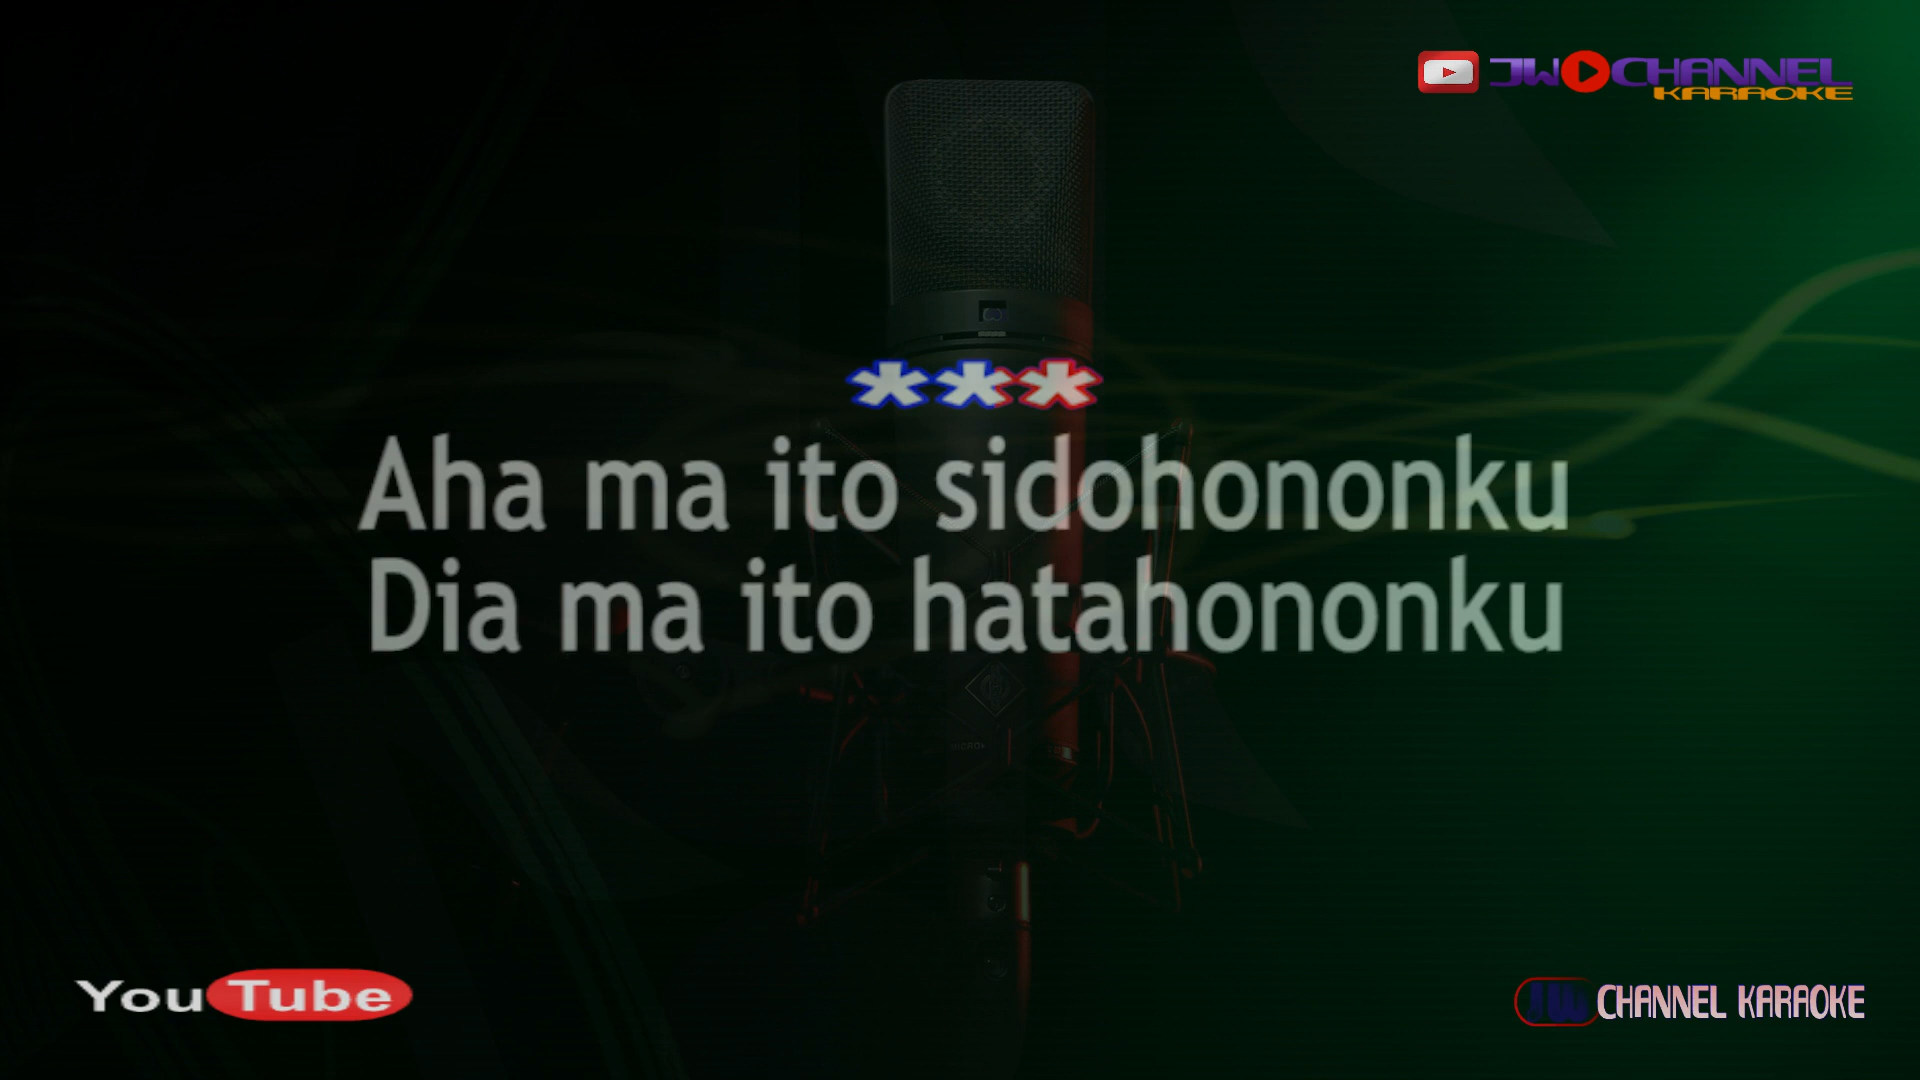 JW CHANNEL
KARAOKE
***
Aha ma ito sidohononku
Dia ma ito hatahononku
YouTube
JW CHANNEL KARAOKE